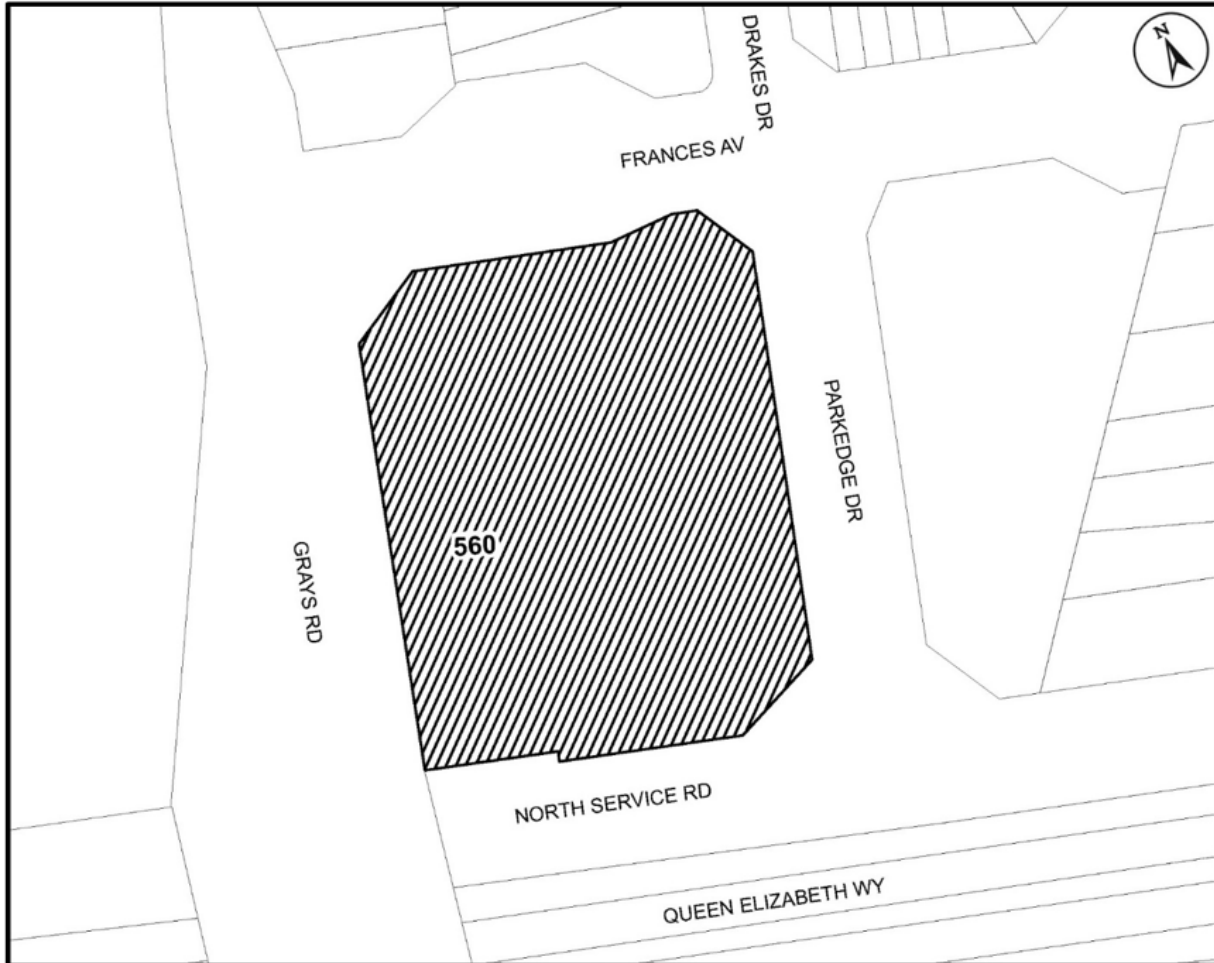 DRAKES DR
N
FRANCES AV
PARKEDGE DR
560
GRAYS RD
NORTH SERVICE RD
QUEEN ELIZABETH WY